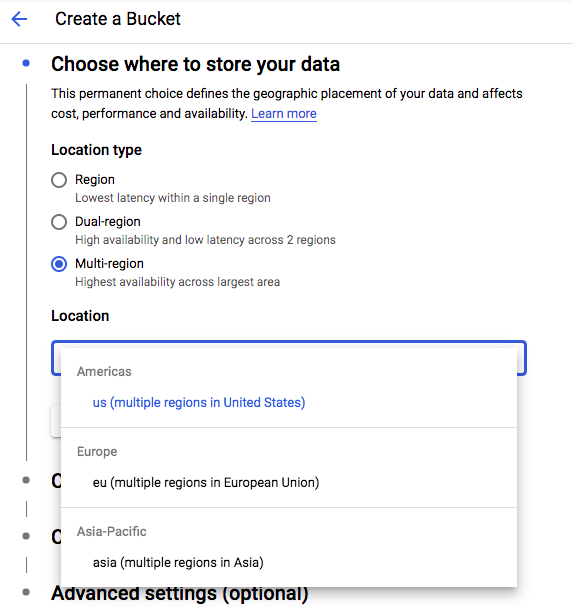 Create a Bucket
Choose where to store your data
This permanent choice defines the geographic placement of your data and affects
cost, performance and availability. Learn more
Location type
Region
Lowest latency within a single region
Dual-region
High availability and low latency across 2 regions
Multi-region
Highest availability across largest area
Location
Americas
us (multiple regions in United States)
Europe
eu (multiple regions in European Union)
Asia-Pacific
asia (multiple regions in Asia)
Advanced settings (optional)